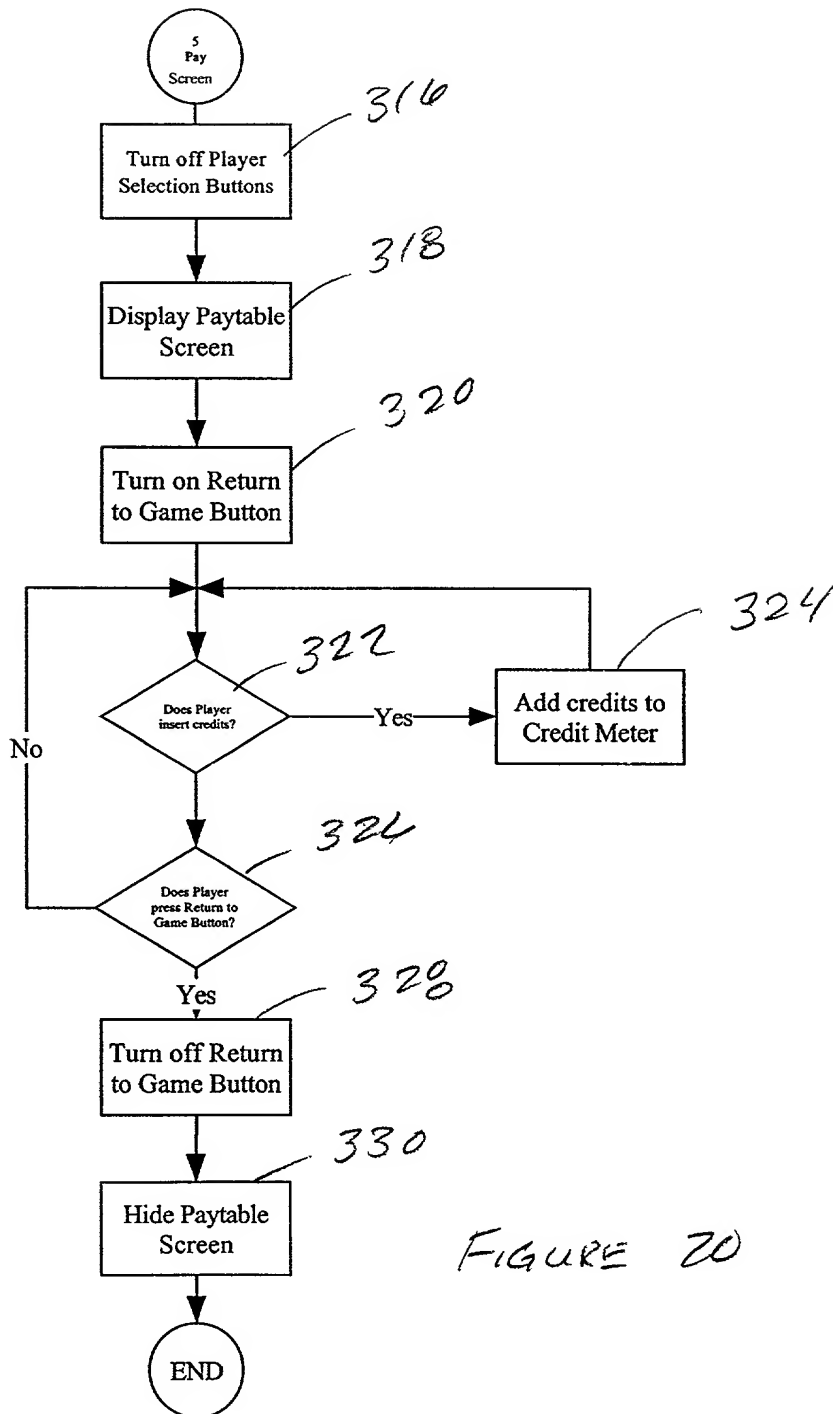 5
Pay
Screen
316
Turn off Player
Selection Buttons
318
Display Paytable
Screen
320
Turn on Return
to Game Button
322
Does Player
insert credits?
Yes
324
Add credits to
Credit Meter
No
326
Does Player
press Return to
Game Button?
Yes
328
Turn off Return
to Game Button
330
Hide Paytable
Screen
FIGURE 20
END